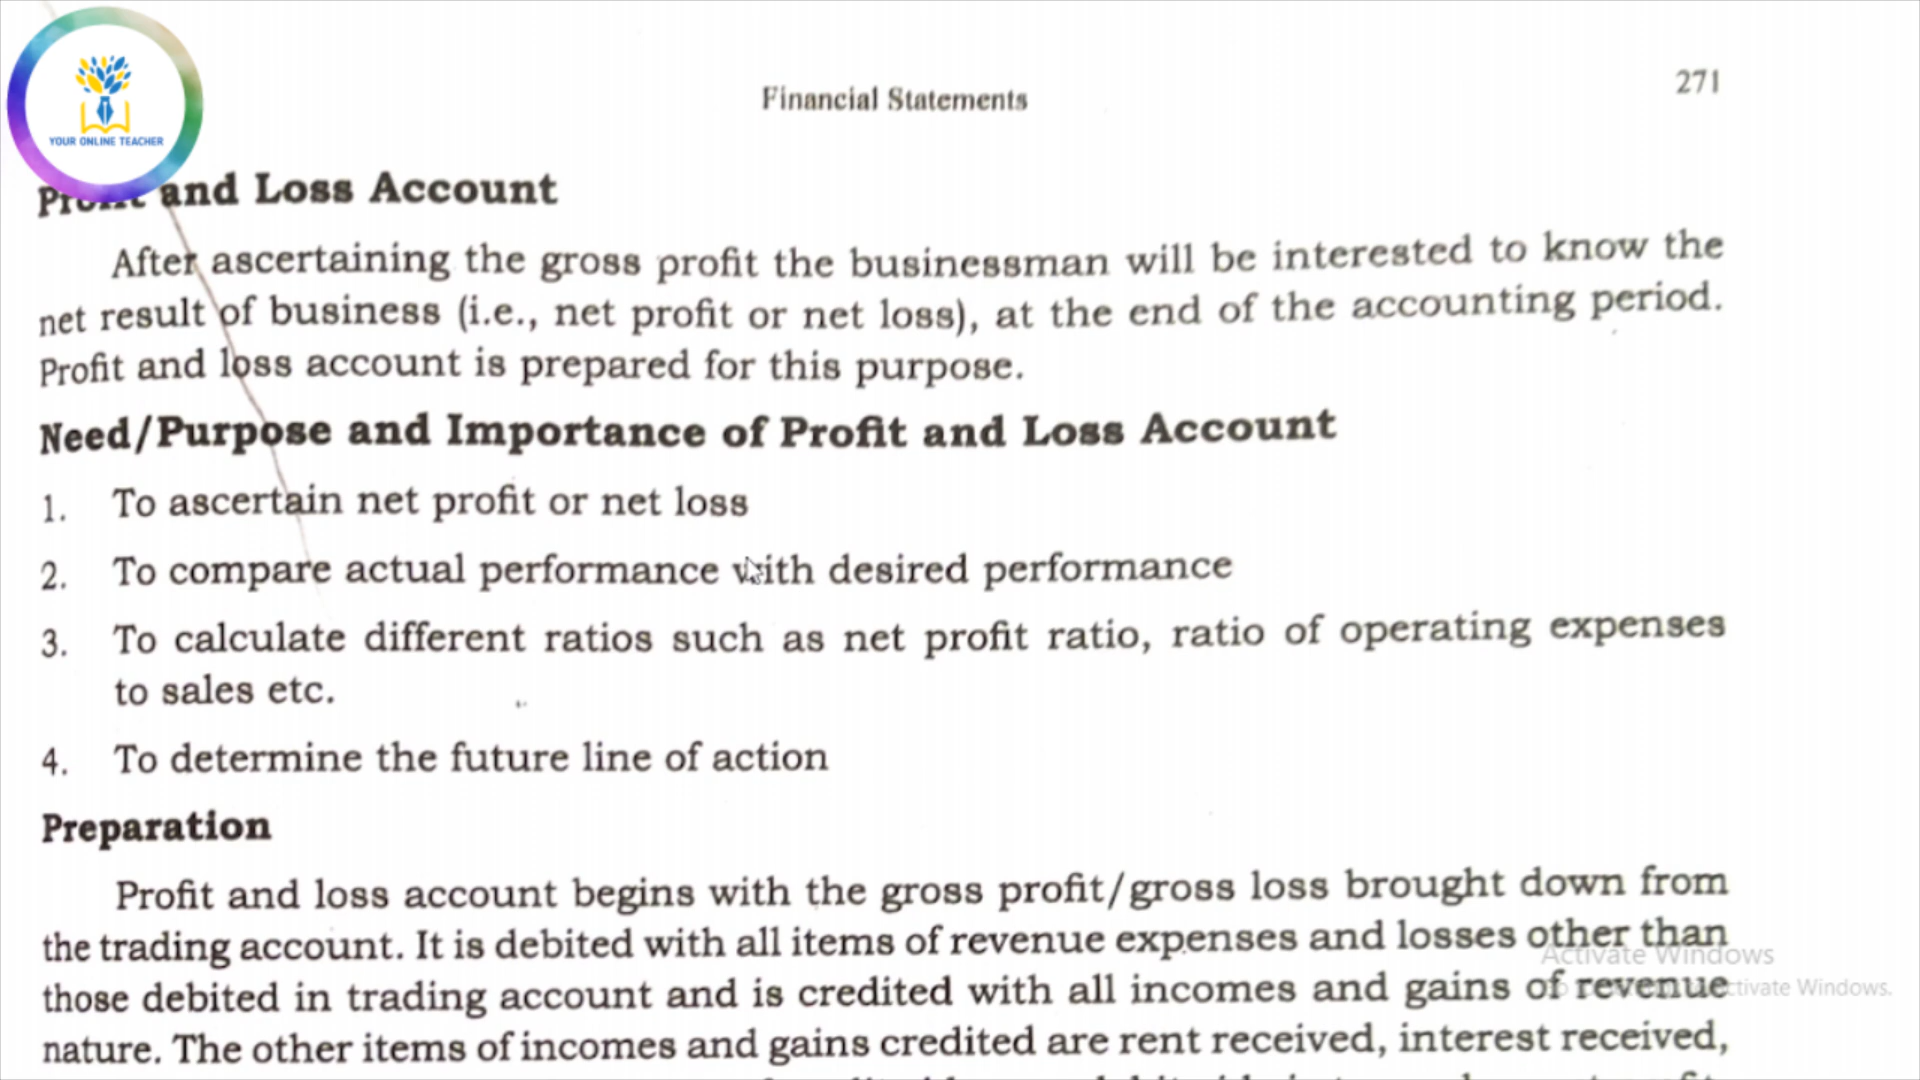 YOUR ONLINE TEACHER
Financial Statements
271
Profit and Loss Account
After ascertaining the gross profit the businessman will be interested to know the
net result of business (i.e., net profit or net loss), at the end of the accounting period.
Profit and loss account is prepared for this purpose.
Need/Purpose and Importance of Profit and Loss Account
1. To ascertain net profit or net loss
2. To compare actual performance with desired performance
3. To calculate different ratios such as net profit ratio, ratio of operating expenses
to sales etc.
4. To determine the future line of action
Preparation
Profit and loss account begins with the gross profit/gross loss brought down from
the trading account. It is debited with all items of revenue expenses and losses other than
Activate Windows
those debited in trading account and is credited with all incomes and gains of revenue
activate Windows.
nature. The other items of incomes and gains credited are rent received, interest received,